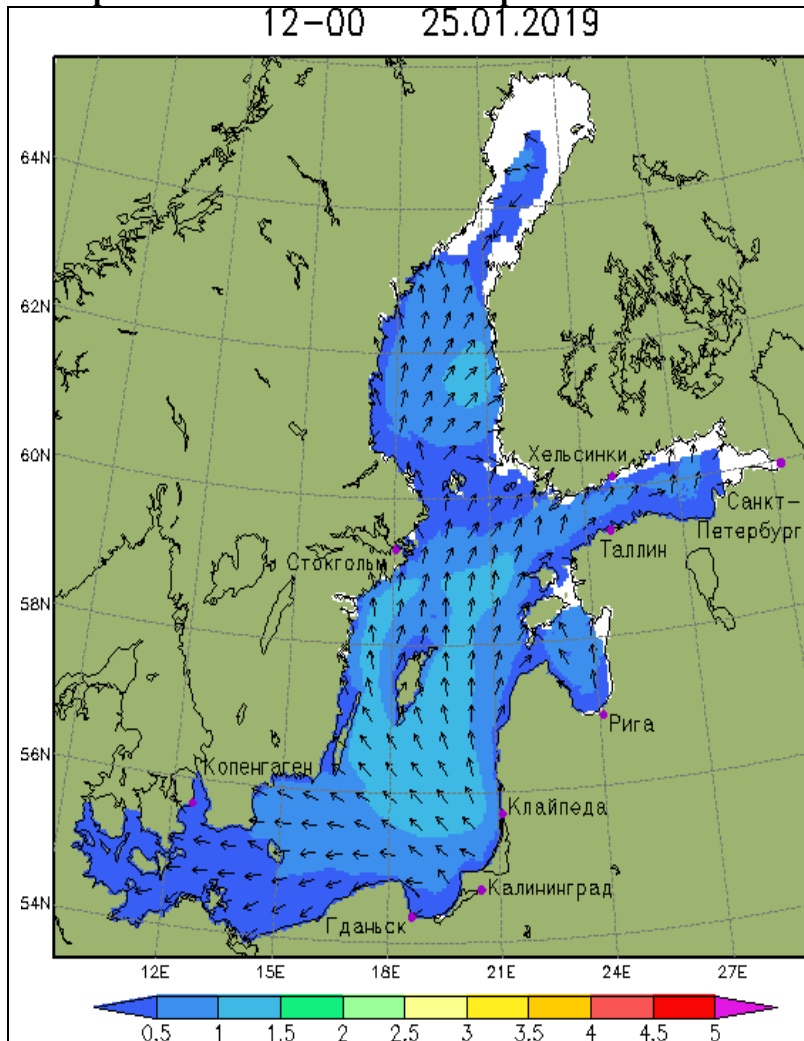 12-00 25.01.2019
64N
62N
60N
58N
56N
54N
Хельсинки
Санкт-
Петербург
Таллин
Стокгольм
Рига
Копенгаген
Клайпеда
Калининград
Гданьск
12E 15E 18E 21E 24E 27E
0.5 1 1.5 2 2.5 3 3.5 4 4.5 5